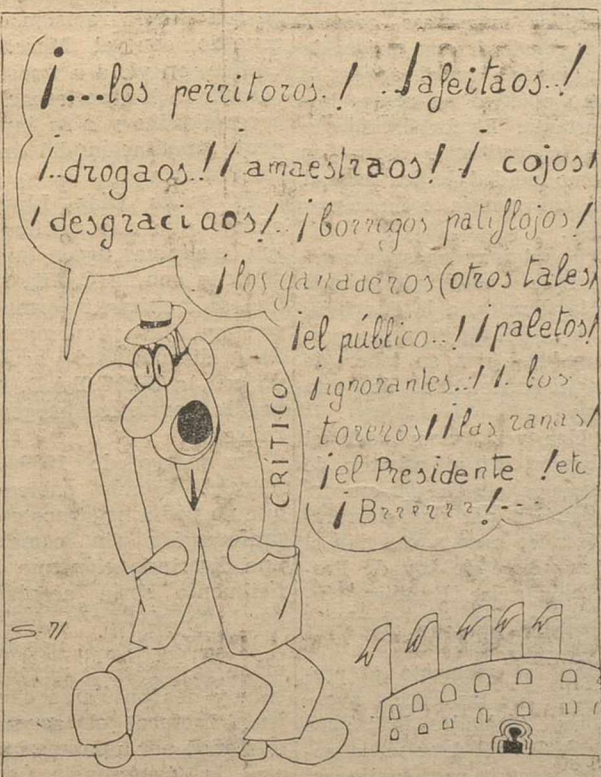 ¡...los perritoros.! ..¡afeitaos..!
¡..drogaos.! ¡amaestraos! ¡cojos!
¡desgraciaos!. ¡borregos patiflojos!
¡los ganaderos (otros tales)
¡el público..! ¡paletos!
¡ignorantes..! ¡. los
toreros! ¡las ranas!
¡el Presidente !etc
¡Brrrrrr!---
CRÍTICO
S-71